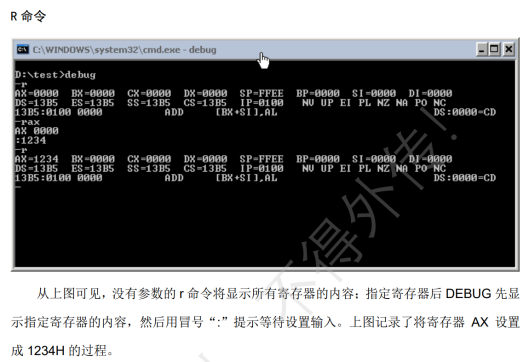 R 命令
C:\WINDOWS\system32\cmd.exe - debug
D:\test>debug
-r
AX=0000 BX=0000 CX=0000 DX=0000 SP=FFEE BP=0000 SI=0000 DI=0000
DS=13B5 ES=13B5 SS=13B5 CS=13B5 IP=0100 NV UP EI PL NZ NA PO NC
13B5:0100 0000 ADD [BX+SI],AL DS:0000=CD
-rax
AX 0000
:1234
-r
AX=1234 BX=0000 CX=0000 DX=0000 SP=FFEE BP=0000 SI=0000 DI=0000
DS=13B5 ES=13B5 SS=13B5 CS=13B5 IP=0100 NV UP EI PL NZ NA PO NC
13B5:0100 0000 ADD [BX+SI],AL DS:0000=CD
-
从上图可见，没有参数的 r 命令将显示所有寄存器的内容；指定寄存器后 DEBUG 先显
示指定寄存器的内容，然后用冒号“:”提示等待设置输入。上图记录了将寄存器 AX 设置
成 1234H 的过程。
不得外传！